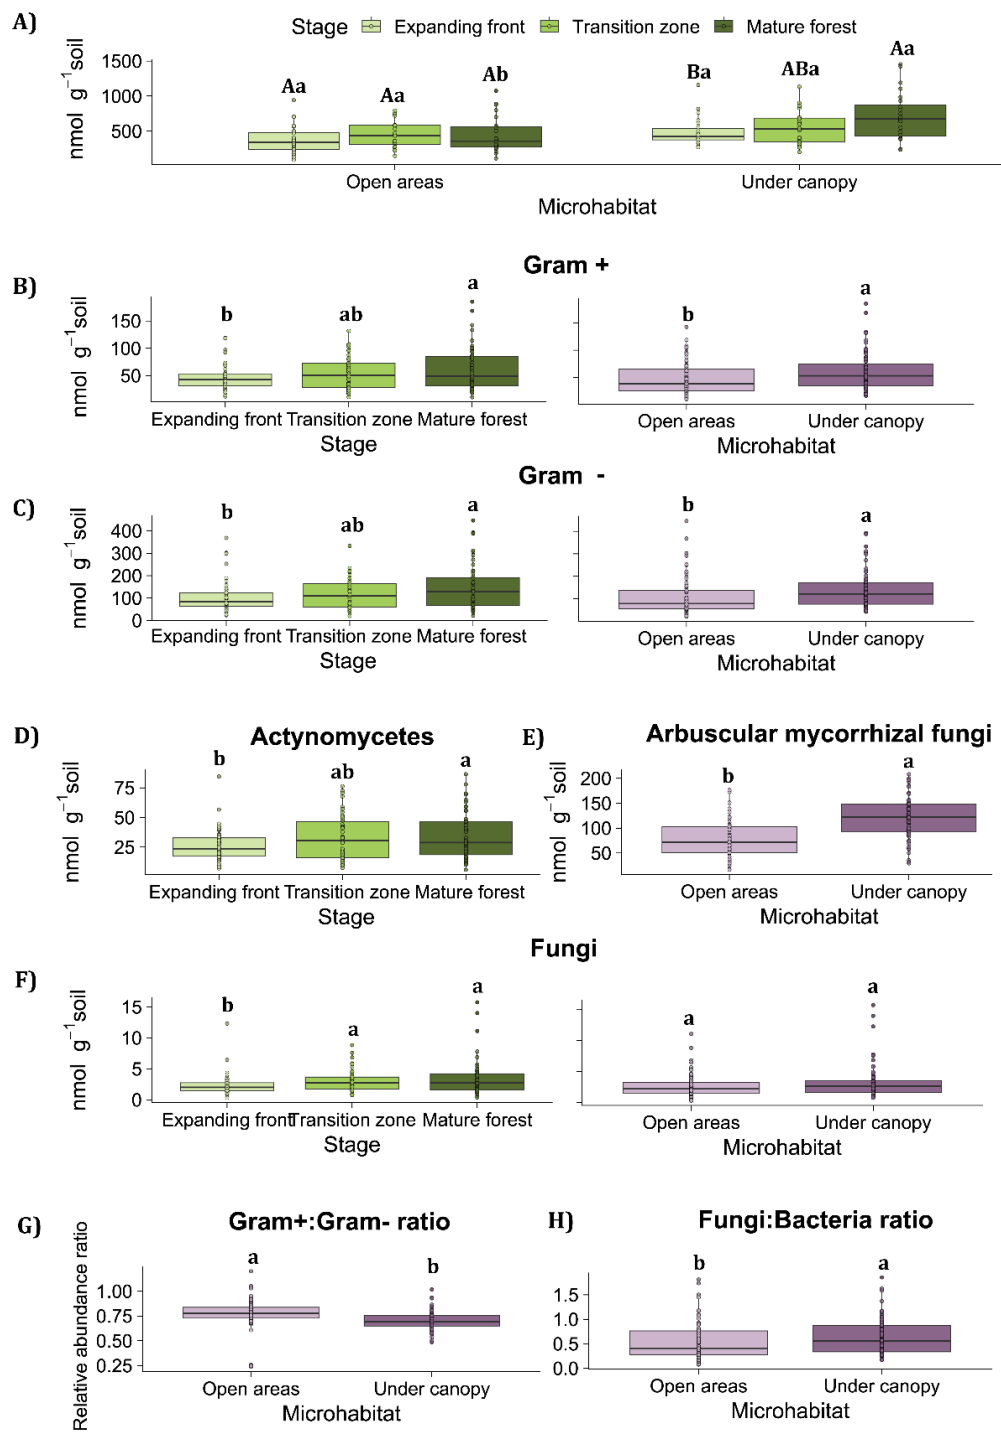 A)
Stage Expanding front Transition zone Mature forest
nmol g−1soil
1500
1000
500
Aa Aa Ab Ba ABa Aa
Open areas Under canopy
Microhabitat
Gram +
B)
nmol g−1soil
150
100
50
b ab a
Expanding front Transition zone Mature forest
Stage
b a
Open areas Under canopy
Microhabitat
Gram -
C)
nmol g−1soil
400
300
200
100
0
b ab a
Expanding front Transition zone Mature forest
Stage
b a
Open areas Under canopy
Microhabitat
D)
Actynomycetes
nmol g−1soil
75
50
25
b ab a
Expanding front Transition zone Mature forest
Stage
E)
Arbuscular mycorrhizal fungi
nmol g−1soil
200
150
100
50
b a
Open areas Under canopy
Microhabitat
Fungi
F)
nmol g−1soil
15
10
5
0
b a a
Expanding front Transition zone Mature forest
Stage
a a
Open areas Under canopy
Microhabitat
G)
Gram+:Gram- ratio
Relative abundance ratio
1.00
0.75
0.50
0.25
a b
Open areas Under canopy
Microhabitat
H)
Fungi:Bacteria ratio
1.5
1.0
0.5
0.0
b a
Open areas Under canopy
Microhabitat